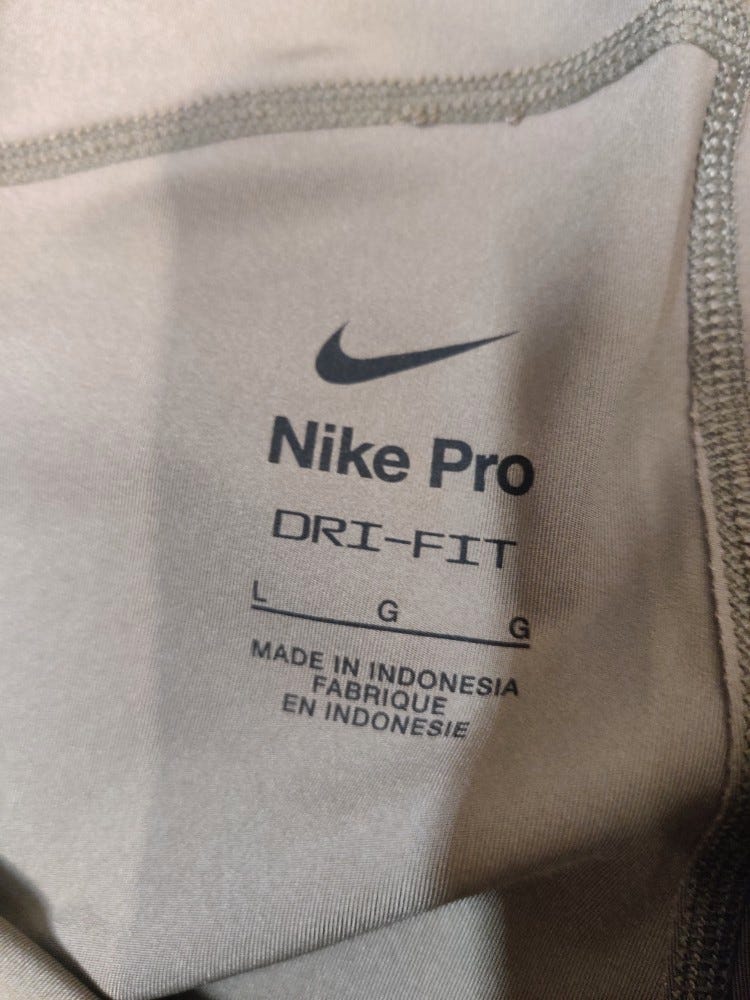 Nike Pro
DRI-FIT
L G G
MADE IN INDONESIA
FABRIQUE
EN INDONESIE